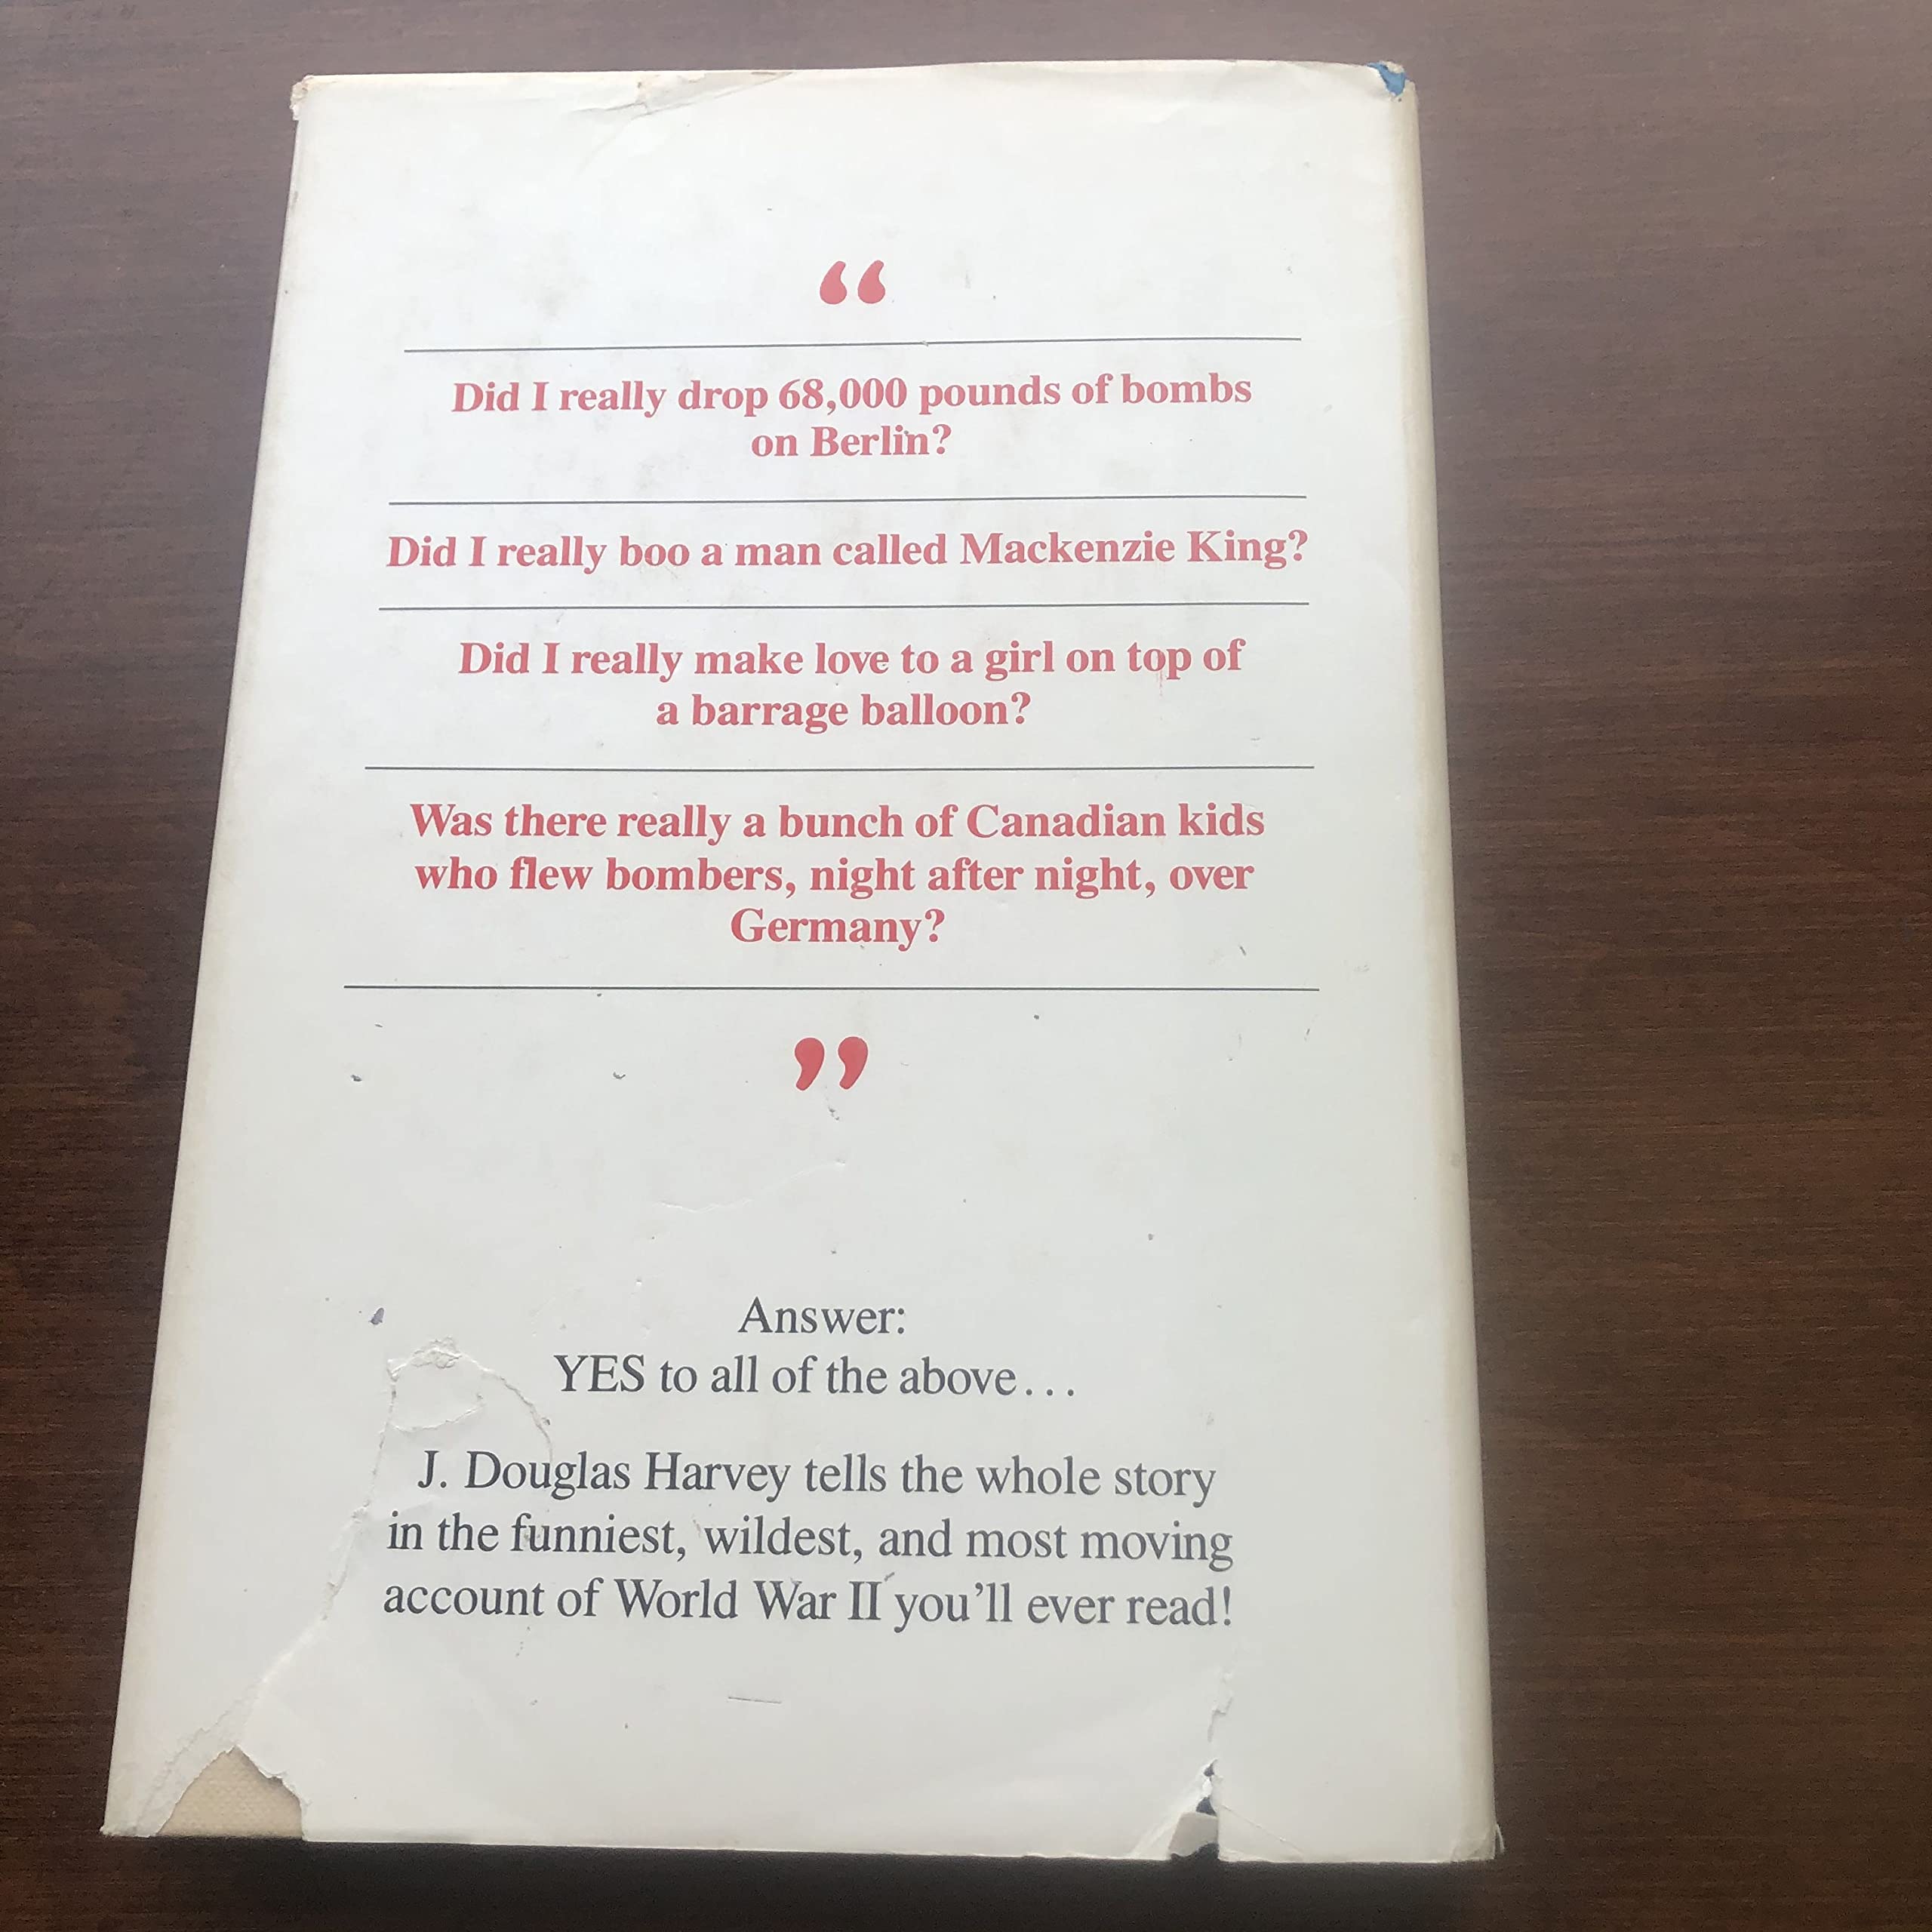 “
Did I really drop 68,000 pounds of bombs
on Berlin?
Did I really boo a man called Mackenzie King?
Did I really make love to a girl on top of
a barrage balloon?
Was there really a bunch of Canadian kids
who flew bombers, night after night, over
Germany?
”
Answer:
YES to all of the above...
J. Douglas Harvey tells the whole story
in the funniest, wildest, and most moving
account of World War II you’ll ever read!